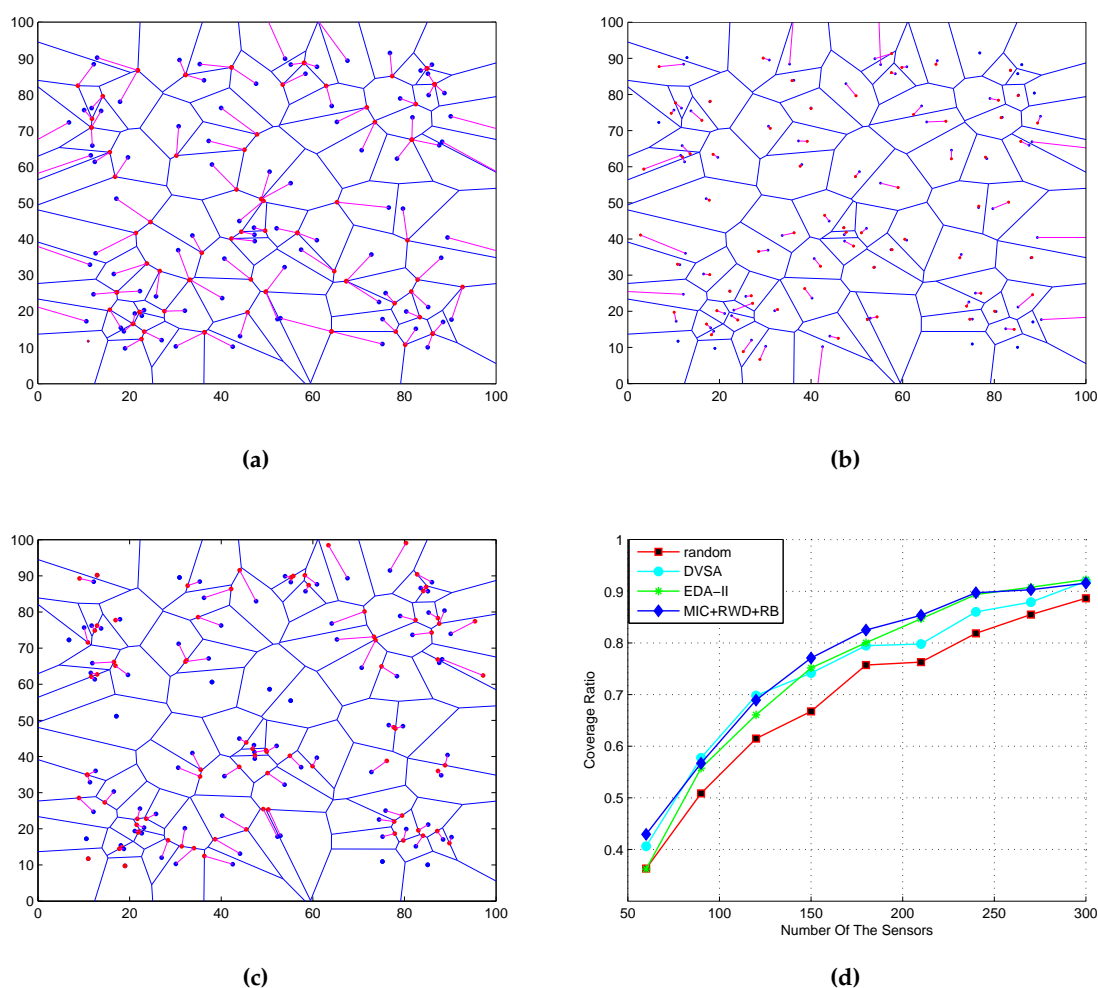 100
90
80
70
60
50
40
30
20
10
0
0 20 40 60 80 100
(a)
100
90
80
70
60
50
40
30
20
10
0
0 20 40 60 80 100
(b)
100
90
80
70
60
50
40
30
20
10
0
0 20 40 60 80 100
(c)
1
0.9
0.8
0.7
0.6
0.5
0.4
Coverage Ratio
random
DVSA
EDA−II
MIC+RWD+RB
50 100 150 200 250 300
Number Of The Sensors
(d)